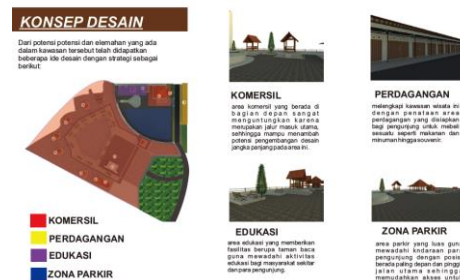 KONSEP DESAIN
Dari potensi potensi dan elemahan yang ada
dalam kawasan tersebut telah didapatkan
beberapa ide desain dengan strategi sebagai
berikut:
KOMERSIL
PERDAGANGAN
EDUKASI
ZONA PARKIR
KOMERSIL
area komersil yang berada di
bagian depan sangat
menguntungkan karena
merupakan jalur masuk utama,
sehhingga mampu menambah
potensi pengembangan desain
jangka panjang pada area ini.
PERDAGANGAN
melengkapi kawasan wisata ini
dengan penataan area
perdagangan yang disiapkan
bagi pengunjung untuk mebeli
sesuatu seperti makanan dan
minuman hingga souvenir.
EDUKASI
area edukasi yang memberikan
fasilitas berupa taman baca
guna mewadahi aktivitas
edukasi bagi masyarakat sekitar
dan para pengunjung.
ZONA PARKIR
area parkir yang luas guna
mewadahi kndaraan para
pengunjung dengan posisi
berada paling depan dan pinggir
jalan utama sehingga
memudahkan akses untuk